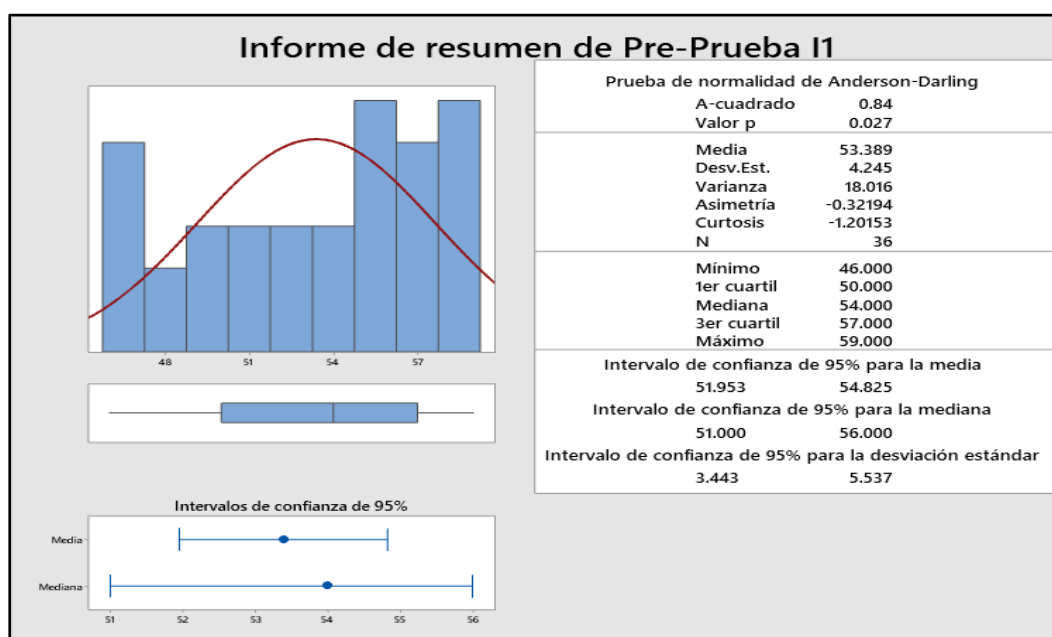 Informe de resumen de Pre-Prueba I1
Prueba de normalidad de Anderson-Darling
A-cuadrado 0.84
Valor p 0.027
Media 53.389
Desv.Est. 4.245
Varianza 18.016
Asimetría -0.32194
Curtosis -1.20153
N 36
Mínimo 46.000
1er cuartil 50.000
Mediana 54.000
3er cuartil 57.000
Máximo 59.000
Intervalo de confianza de 95% para la media
51.953 54.825
Intervalo de confianza de 95% para la mediana
51.000 56.000
Intervalo de confianza de 95% para la desviación estándar
3.443 5.537
48 51 54 57
Intervalos de confianza de 95%
Media
Mediana
51 52 53 54 55 56